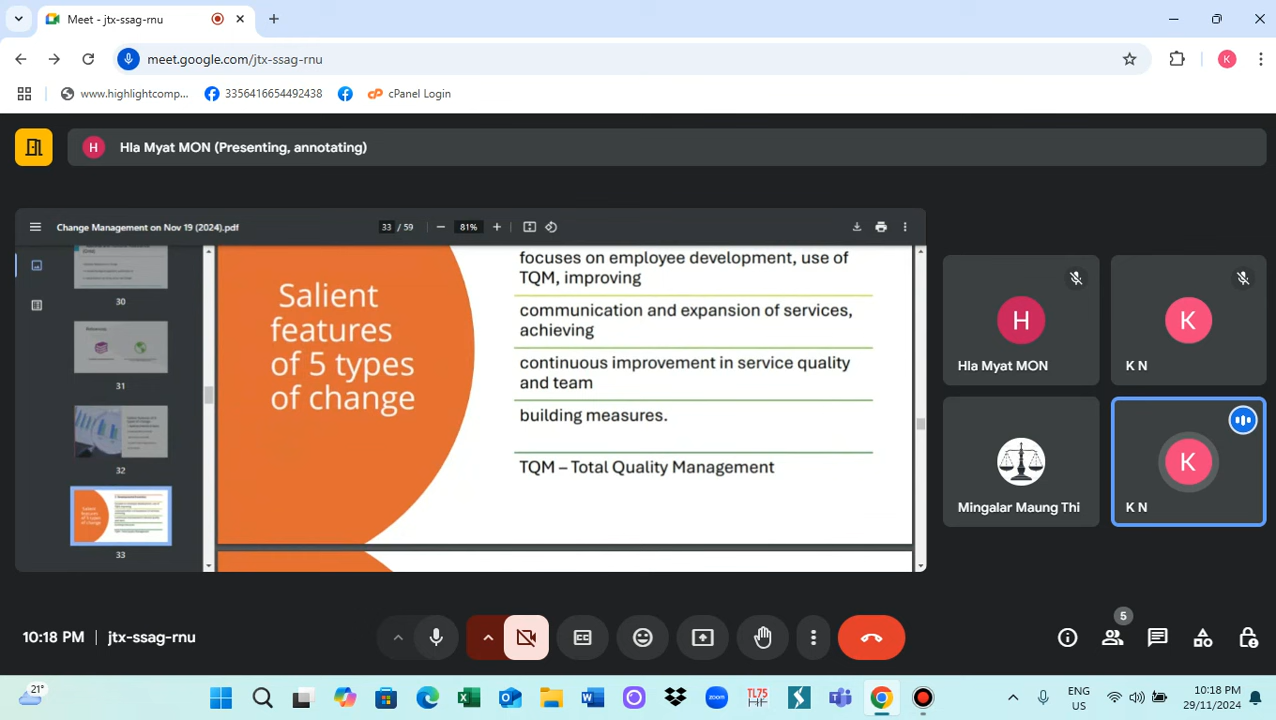 Meet - jtx-ssag-rnu
meet.google.com/jtx-ssag-rnu
K
www.highlightcomp...
3356416654492438
cPanel Login
H
Hla Myat MON (Presenting, annotating)
Change Management on Nov 19 (2024).pdf
33 / 59
81%
30
31
32
33
Salient
features
of 5 types
of change
focuses on employee development, use of
TQM, improving
communication and expansion of services,
achieving
continuous improvement in service quality
and team
building measures.
TQM – Total Quality Management
H
Hla Myat MON
K
K N
Mingalar Maung Thi
K
K N
10:18 PM
jtx-ssag-rnu
5
21°
zoom
TL75
ENG
US
10:18 PM
29/11/2024